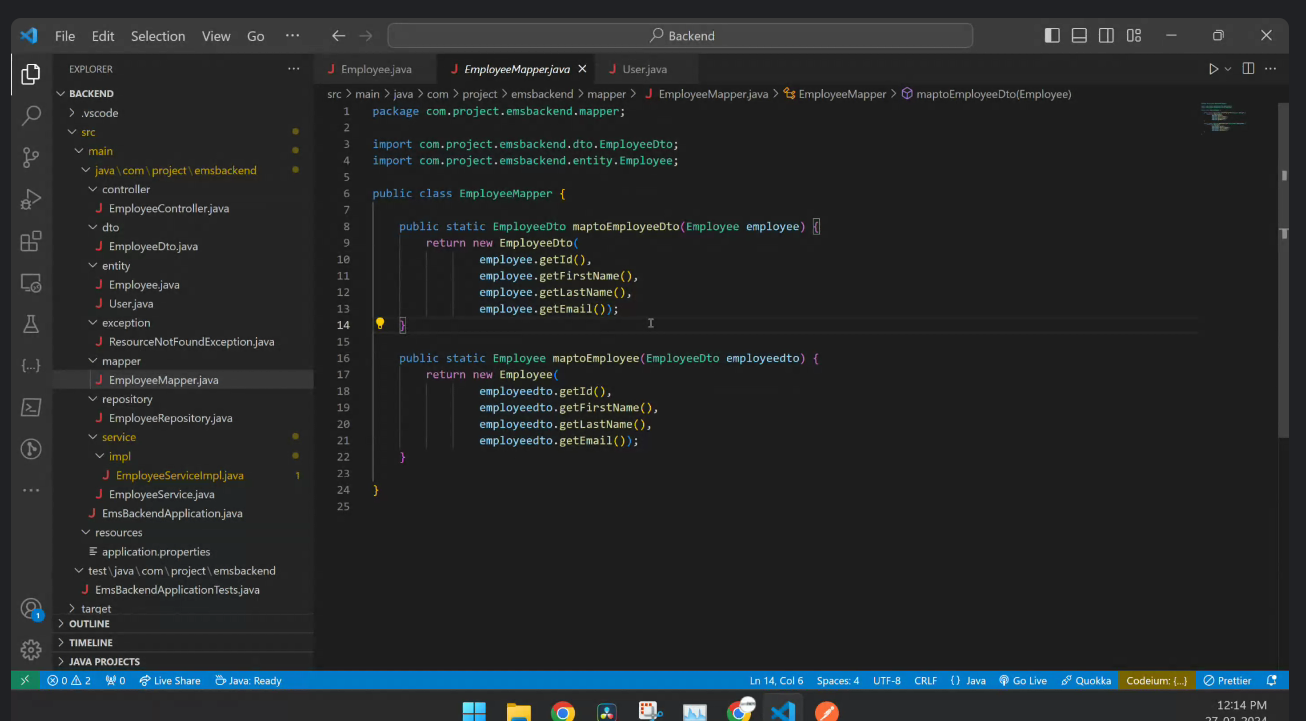 File Edit Selection View Go ··· Backend
EXPLORER ···
BACKEND
.vscode
src
main
java\com\project\emsbackend
controller
EmployeeController.java
dto
EmployeeDto.java
entity
Employee.java
User.java
exception
ResourceNotFoundException.java
mapper
EmployeeMapper.java
repository
EmployeeRepository.java
service
impl
EmployeeServiceImpl.java 1
EmployeeService.java
EmsBackendApplication.java
resources
application.properties
test\java\com\project\emsbackend
EmsBackendApplicationTests.java
target
OUTLINE
TIMELINE
JAVA PROJECTS
1
Employee.java EmployeeMapper.java User.java
src > main > java > com > project > emsbackend > mapper > EmployeeMapper.java > EmployeeMapper > maptoEmployeeDto(Employee)
1 package com.project.emsbackend.mapper;
2
3 import com.project.emsbackend.dto.EmployeeDto;
4 import com.project.emsbackend.entity.Employee;
5
6 public class EmployeeMapper {
7
8 public static EmployeeDto maptoEmployeeDto(Employee employee) {
9 return new EmployeeDto(
10 employee.getId(),
11 employee.getFirstName(),
12 employee.getLastName(),
13 employee.getEmail());
14 }
15
16 public static Employee maptoEmployee(EmployeeDto employeedto) {
17 return new Employee(
18 employeedto.getId(),
19 employeedto.getFirstName(),
20 employeedto.getLastName(),
21 employeedto.getEmail());
22 }
23
24 }
25
0 2 0 Live Share Java: Ready Ln 14, Col 6 Spaces: 4 UTF-8 CRLF {} Java Go Live Quokka Codeium: {...} Prettier
12:14 PM
27-02-2024